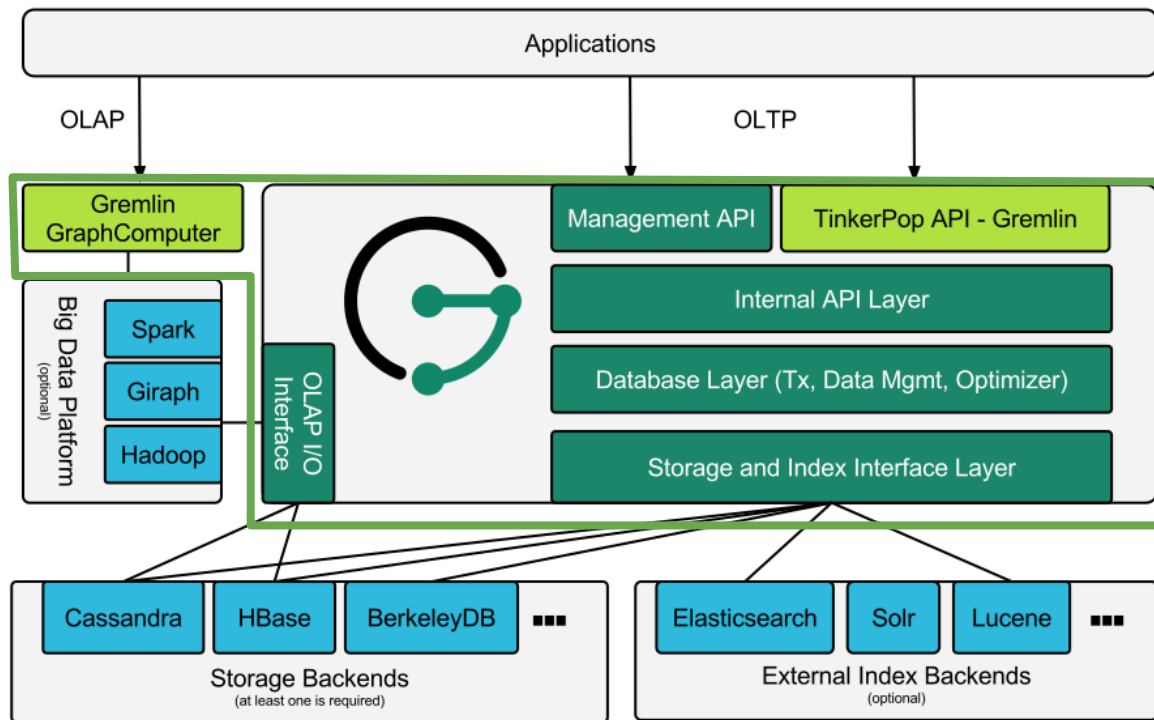 Applications
OLAP
OLTP
Gremlin
GraphComputer
Management API
TinkerPop API - Gremlin
Internal API Layer
Big Data Platform
(optional)
Spark
Giraph
Hadoop
OLAP I/O
Interface
Database Layer (Tx, Data Mgmt, Optimizer)
Storage and Index Interface Layer
Cassandra
HBase
BerkeleyDB
Storage Backends
(at least one is required)
Elasticsearch
Solr
Lucene
External Index Backends
(optional)